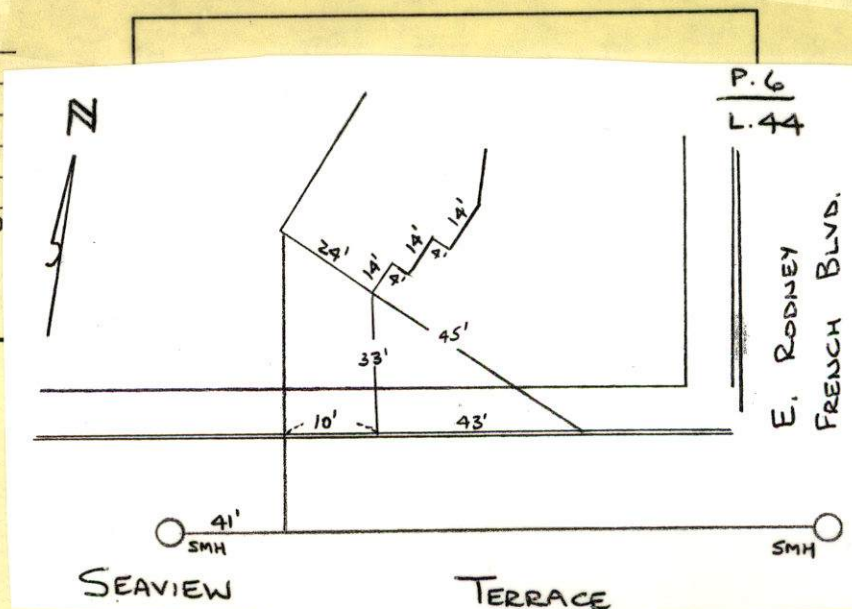 P.6
L.44
N
24'
14'
4'
14'
4'
14'
45'
33'
10'
43'
E. RODNEY
FRENCH BLVD.
41'
SMH
SMH
SEAVIEW TERRACE